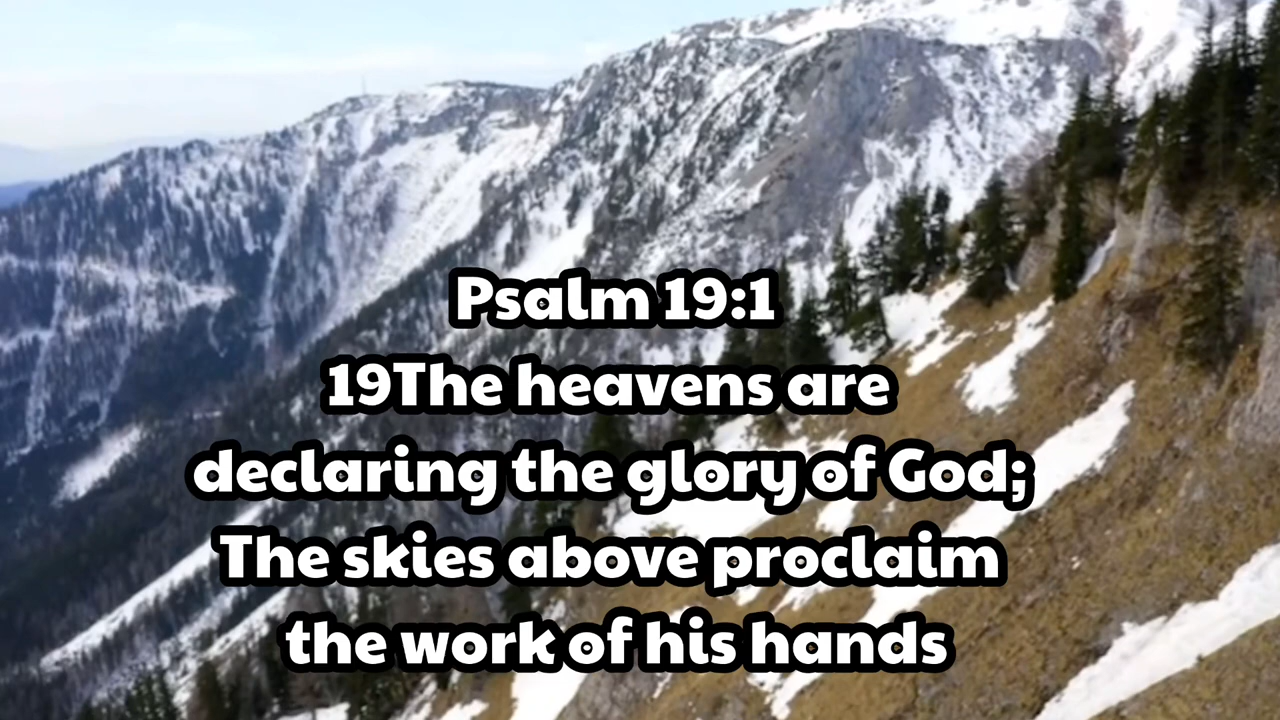 Psalm 19:1
19The heavens are
declaring the glory of God;
The skies above proclaim
the work of his hands